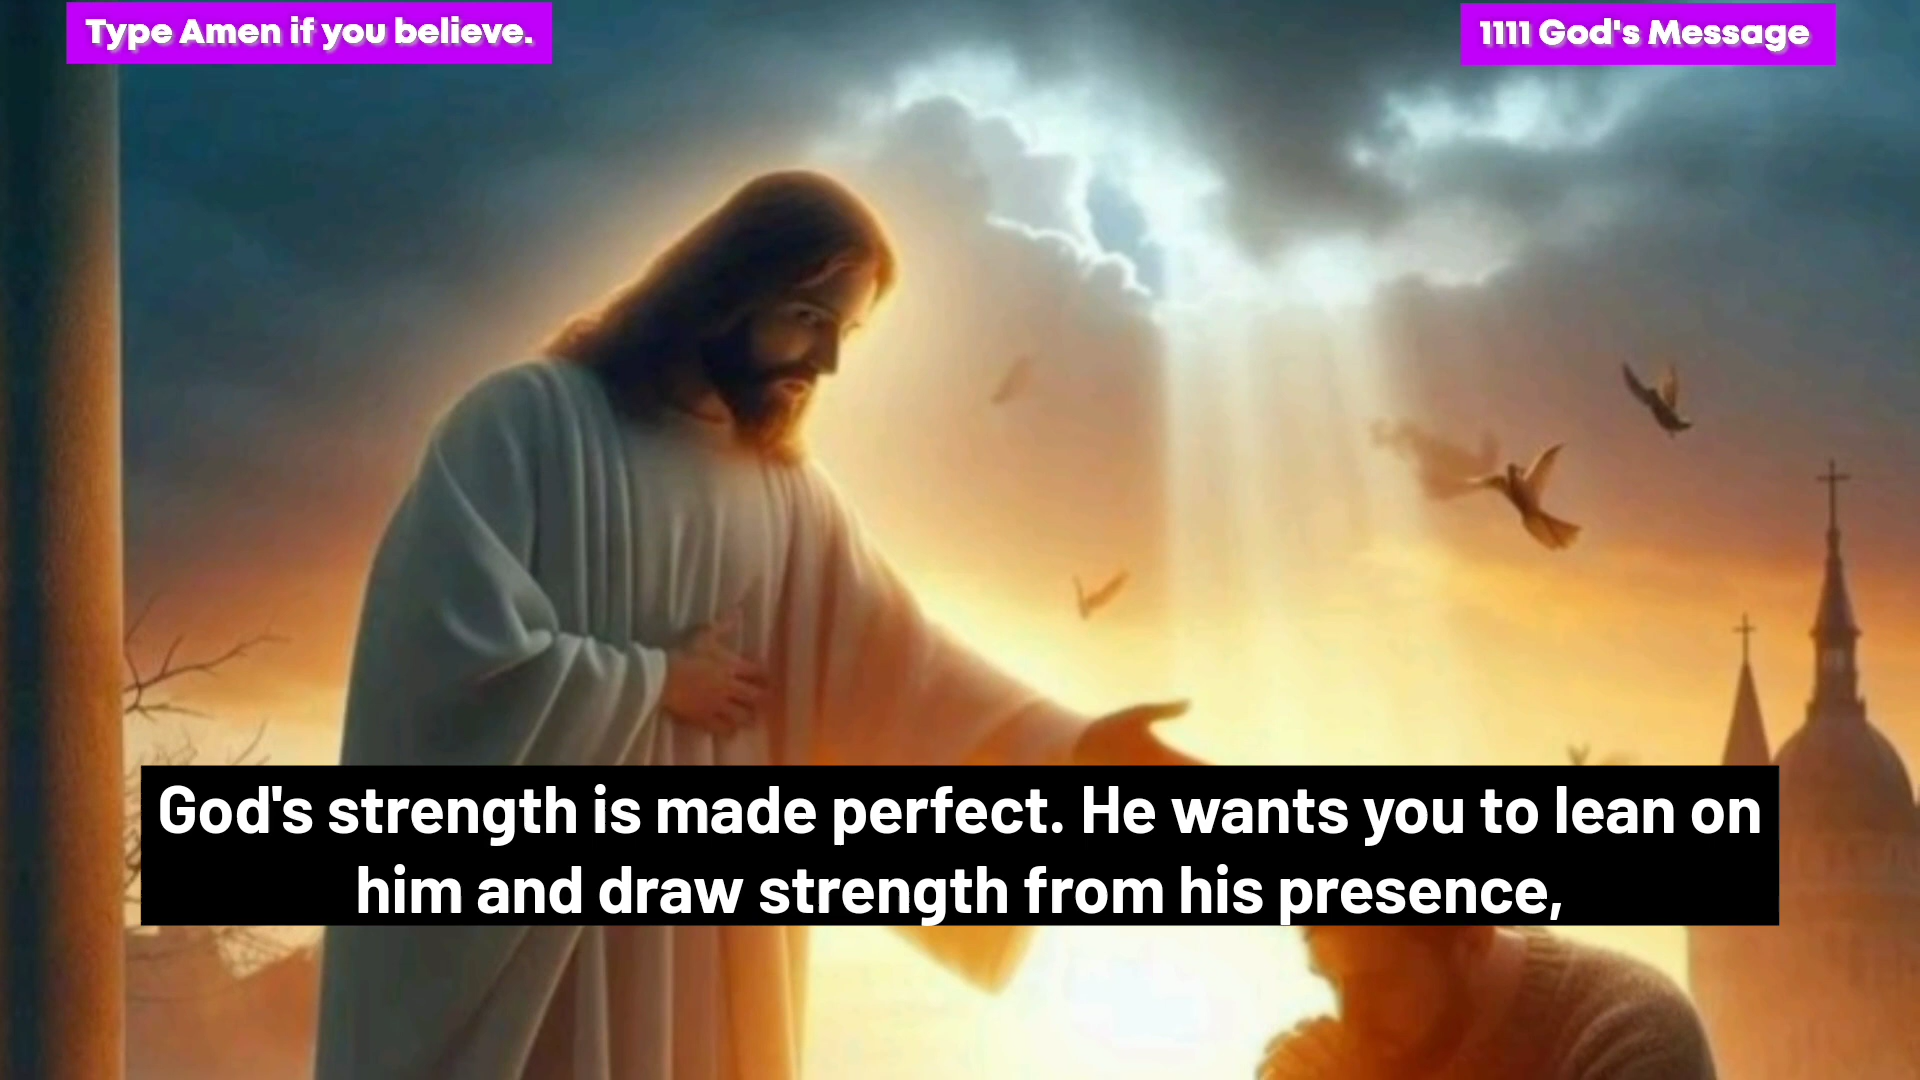 Type Amen if you believe.
1111 God's Message
God's strength is made perfect. He wants you to lean on
him and draw strength from his presence,